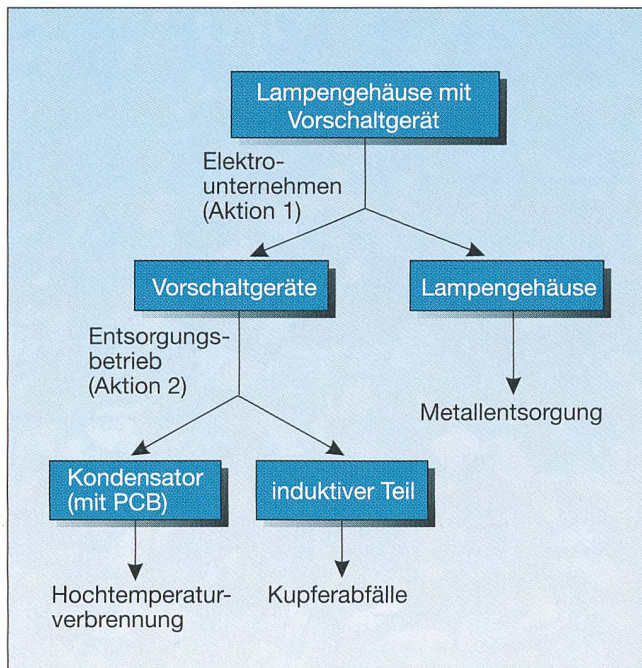 Lampengehäuse mit
Vorschaltgerät
Elektro-
unternehmen
(Aktion 1)
Vorschaltgeräte
Lampengehäuse
Entsorgungs-
betrieb
(Aktion 2)
Metallentsorgung
Kondensator
(mit PCB)
induktiver Teil
Hochtemperatur-
verbrennung
Kupferabfälle